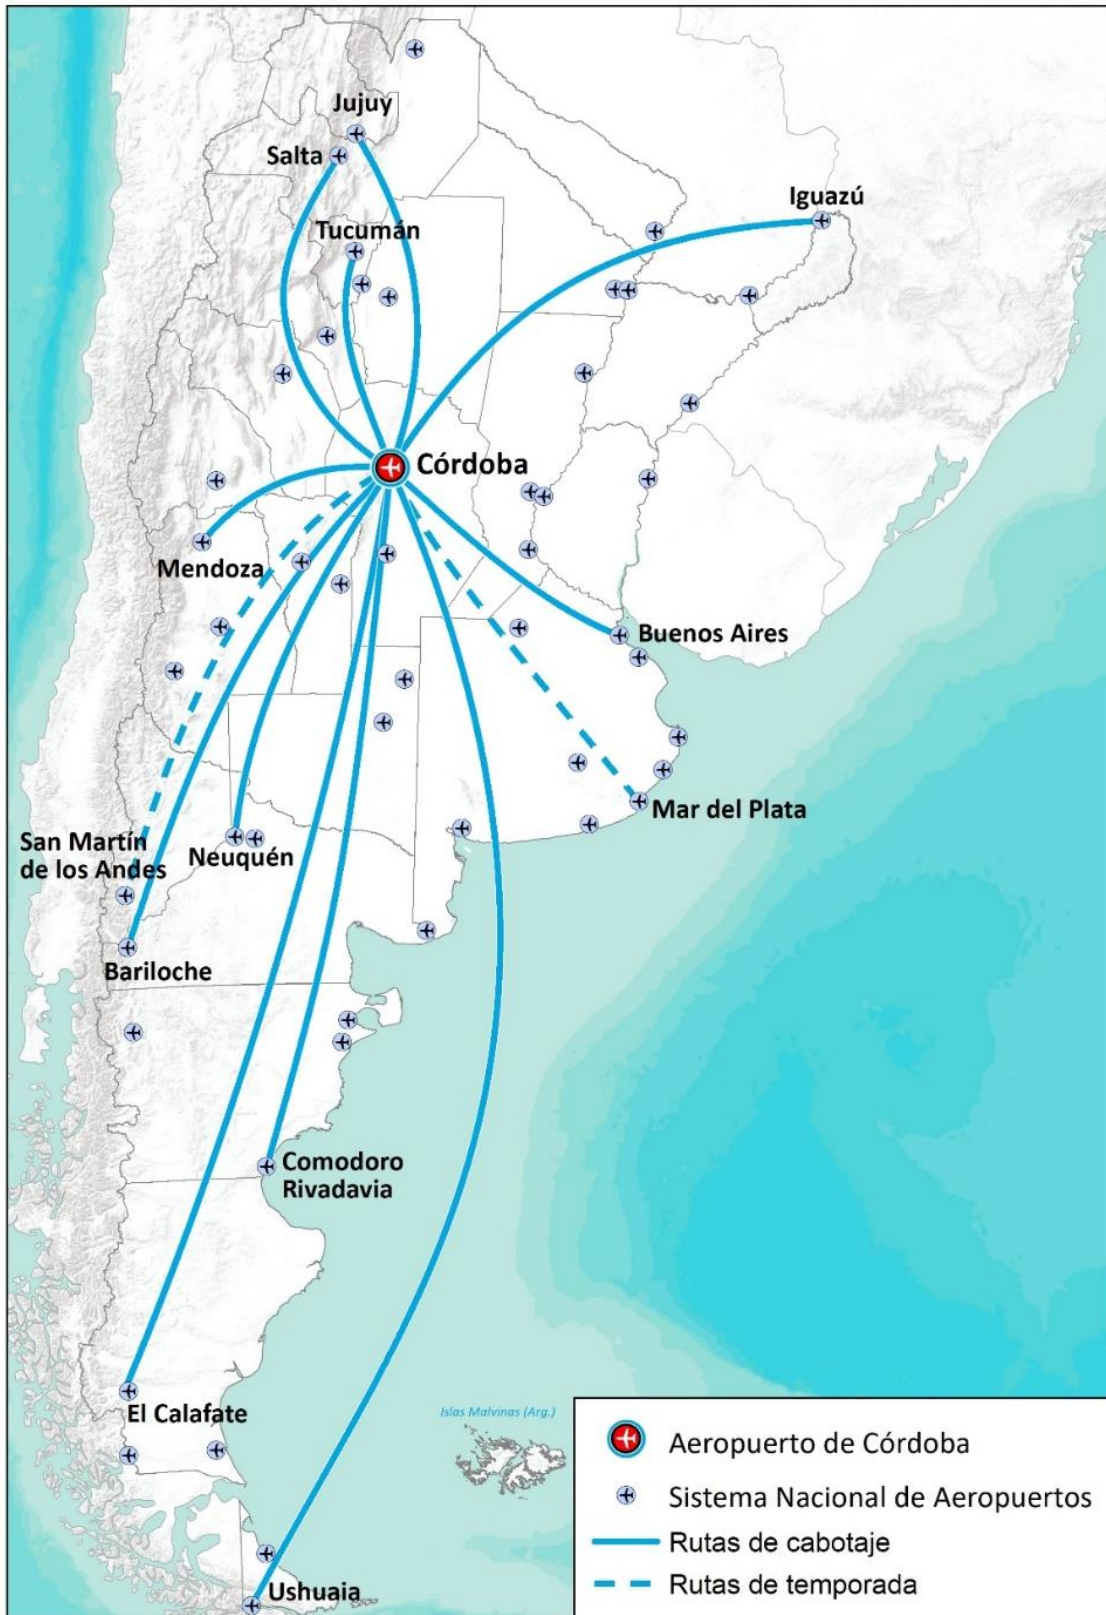 Jujuy
Salta
Iguazú
Tucumán
Córdoba
Mendoza
Buenos Aires
San Martín
de los Andes
Neuquén
Mar del Plata
Bariloche
Comodoro
Rivadavia
El Calafate
Islas Malvinas (Arg.)
Ushuaia
Aeropuerto de Córdoba
Sistema Nacional de Aeropuertos
Rutas de cabotaje
Rutas de temporada